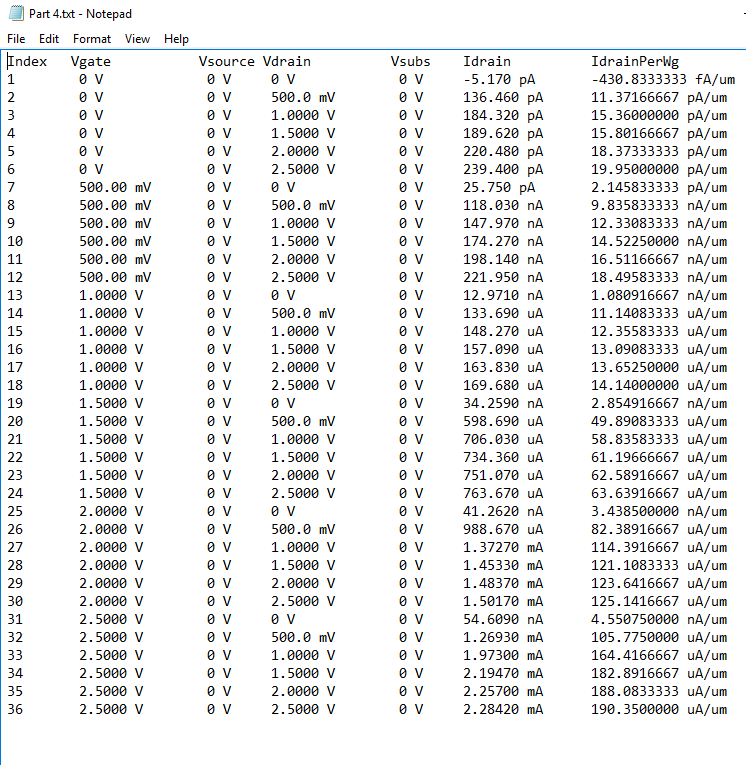 Part 4.txt - Notepad
File Edit Format View Help
Index Vgate Vsource Vdrain Vsubs Idrain IdrainPerWg
1 0 V 0 V 0 V 0 V -5.170 pA -430.8333333 fA/um
2 0 V 0 V 500.0 mV 0 V 136.460 pA 11.37166667 pA/um
3 0 V 0 V 1.0000 V 0 V 184.320 pA 15.36000000 pA/um
4 0 V 0 V 1.5000 V 0 V 189.620 pA 15.80166667 pA/um
5 0 V 0 V 2.0000 V 0 V 220.480 pA 18.37333333 pA/um
6 0 V 0 V 2.5000 V 0 V 239.400 pA 19.95000000 pA/um
7 500.00 mV 0 V 0 V 0 V 25.750 pA 2.145833333 pA/um
8 500.00 mV 0 V 500.0 mV 0 V 118.030 nA 9.835833333 nA/um
9 500.00 mV 0 V 1.0000 V 0 V 147.970 nA 12.33083333 nA/um
10 500.00 mV 0 V 1.5000 V 0 V 174.270 nA 14.52250000 nA/um
11 500.00 mV 0 V 2.0000 V 0 V 198.140 nA 16.51166667 nA/um
12 500.00 mV 0 V 2.5000 V 0 V 221.950 nA 18.49583333 nA/um
13 1.0000 V 0 V 0 V 0 V 12.9710 nA 1.080916667 nA/um
14 1.0000 V 0 V 500.0 mV 0 V 133.690 uA 11.14083333 uA/um
15 1.0000 V 0 V 1.0000 V 0 V 148.270 uA 12.35583333 uA/um
16 1.0000 V 0 V 1.5000 V 0 V 157.090 uA 13.09083333 uA/um
17 1.0000 V 0 V 2.0000 V 0 V 163.830 uA 13.65250000 uA/um
18 1.0000 V 0 V 2.5000 V 0 V 169.680 uA 14.14000000 uA/um
19 1.5000 V 0 V 0 V 0 V 34.2590 nA 2.854916667 nA/um
20 1.5000 V 0 V 500.0 mV 0 V 598.690 uA 49.89083333 uA/um
21 1.5000 V 0 V 1.0000 V 0 V 706.030 uA 58.83583333 uA/um
22 1.5000 V 0 V 1.5000 V 0 V 734.360 uA 61.19666667 uA/um
23 1.5000 V 0 V 2.0000 V 0 V 751.070 uA 62.58916667 uA/um
24 1.5000 V 0 V 2.5000 V 0 V 763.670 uA 63.63916667 uA/um
25 2.0000 V 0 V 0 V 0 V 41.2620 nA 3.438500000 nA/um
26 2.0000 V 0 V 500.0 mV 0 V 988.670 uA 82.38916667 uA/um
27 2.0000 V 0 V 1.0000 V 0 V 1.37270 mA 114.3916667 uA/um
28 2.0000 V 0 V 1.5000 V 0 V 1.45330 mA 121.1083333 uA/um
29 2.0000 V 0 V 2.0000 V 0 V 1.48370 mA 123.6416667 uA/um
30 2.0000 V 0 V 2.5000 V 0 V 1.50170 mA 125.1416667 uA/um
31 2.5000 V 0 V 0 V 0 V 54.6090 nA 4.550750000 nA/um
32 2.5000 V 0 V 500.0 mV 0 V 1.26930 mA 105.7750000 uA/um
33 2.5000 V 0 V 1.0000 V 0 V 1.97300 mA 164.4166667 uA/um
34 2.5000 V 0 V 1.5000 V 0 V 2.19470 mA 182.8916667 uA/um
35 2.5000 V 0 V 2.0000 V 0 V 2.25700 mA 188.0833333 uA/um
36 2.5000 V 0 V 2.5000 V 0 V 2.28420 mA 190.3500000 uA/um